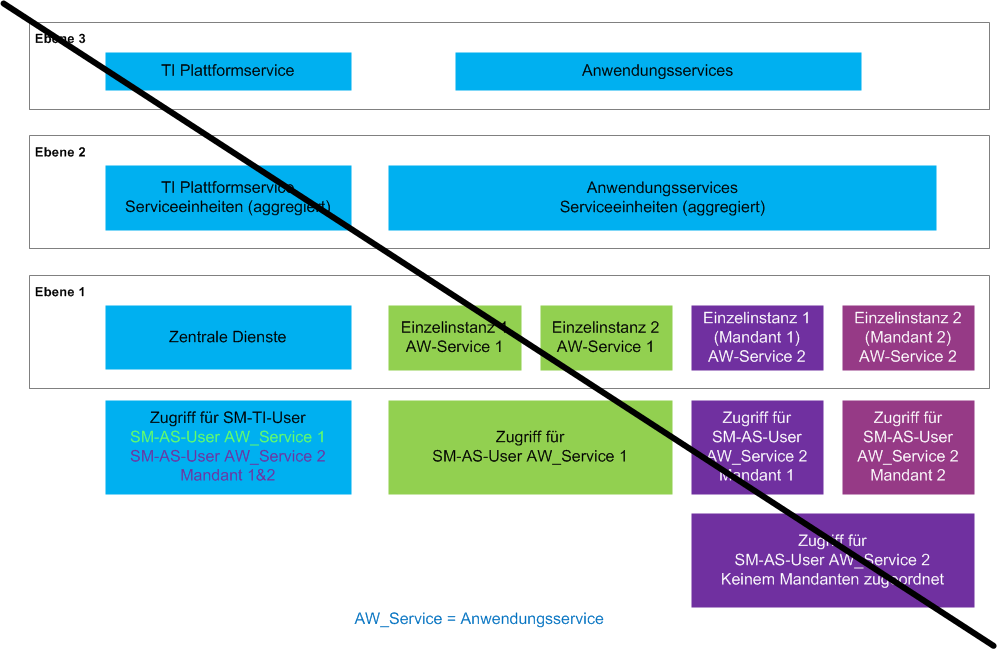 Ebene 3
TI Plattformservice
Anwendungsservices
Ebene 2
TI Plattformservice
Serviceeinheiten (aggregiert)
Anwendungsservices
Serviceeinheiten (aggregiert)
Ebene 1
Zentrale Dienste
Einzelinstanz 1
AW-Service 1
Einzelinstanz 2
AW-Service 1
Einzelinstanz 1
(Mandant 1)
AW-Service 2
Einzelinstanz 2
(Mandant 2)
AW-Service 2
Zugriff für SM-TI-User
SM-AS-User AW_Service 1
SM-AS-User AW_Service 2
Mandant 1&2
Zugriff für
SM-AS-User AW_Service 1
Zugriff für
SM-AS-User
AW_Service 2
Mandant 1
Zugriff für
SM-AS-User
AW_Service 2
Mandant 2
Zugriff für
SM-AS-User AW_Service 2
Keinem Mandanten zugeordnet
AW_Service = Anwendungsservice